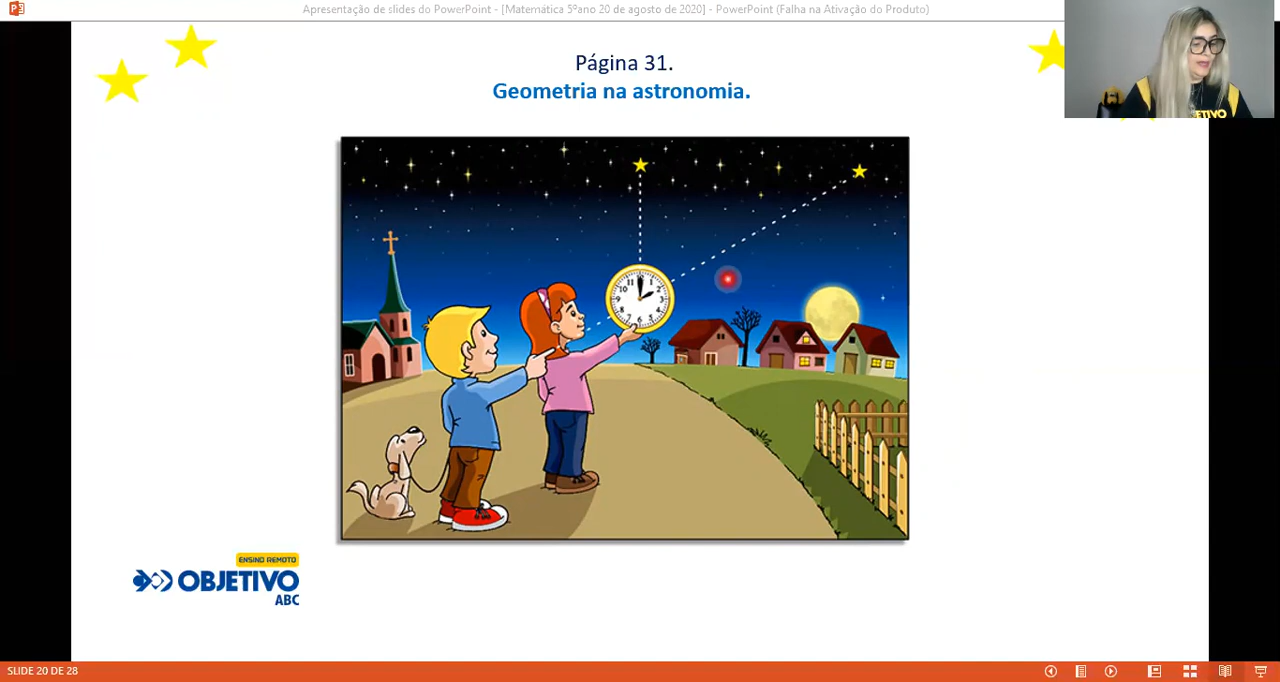 Apresentação de slides do PowerPoint - [Matemática 5ºano 20 de agosto de 2020] - PowerPoint (Falha na Ativação do Produto)
Página 31.
Geometria na astronomia.
ENSINO REMOTO
OBJETIVO
ABC
SLIDE 20 DE 28